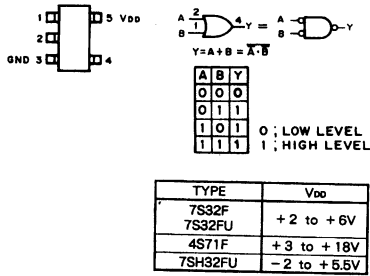 1 5 VDD
2
GND 3 4
A 2 4 Y = A Y
B 1 B
Y=A+B = A·B
A B Y
0 0 0
0 1 1
1 0 1
1 1 1
0 ; LOW LEVEL
1 ; HIGH LEVEL
TYPE VDD
7S32F
7S32FU +2 to +6V
4S71F +3 to +18V
7SH32FU -2 to +5.5V